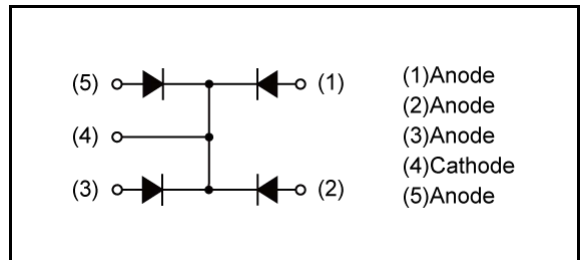 (5) (1)
(4)
(3) (2)
(1)Anode
(2)Anode
(3)Anode
(4)Cathode
(5)Anode